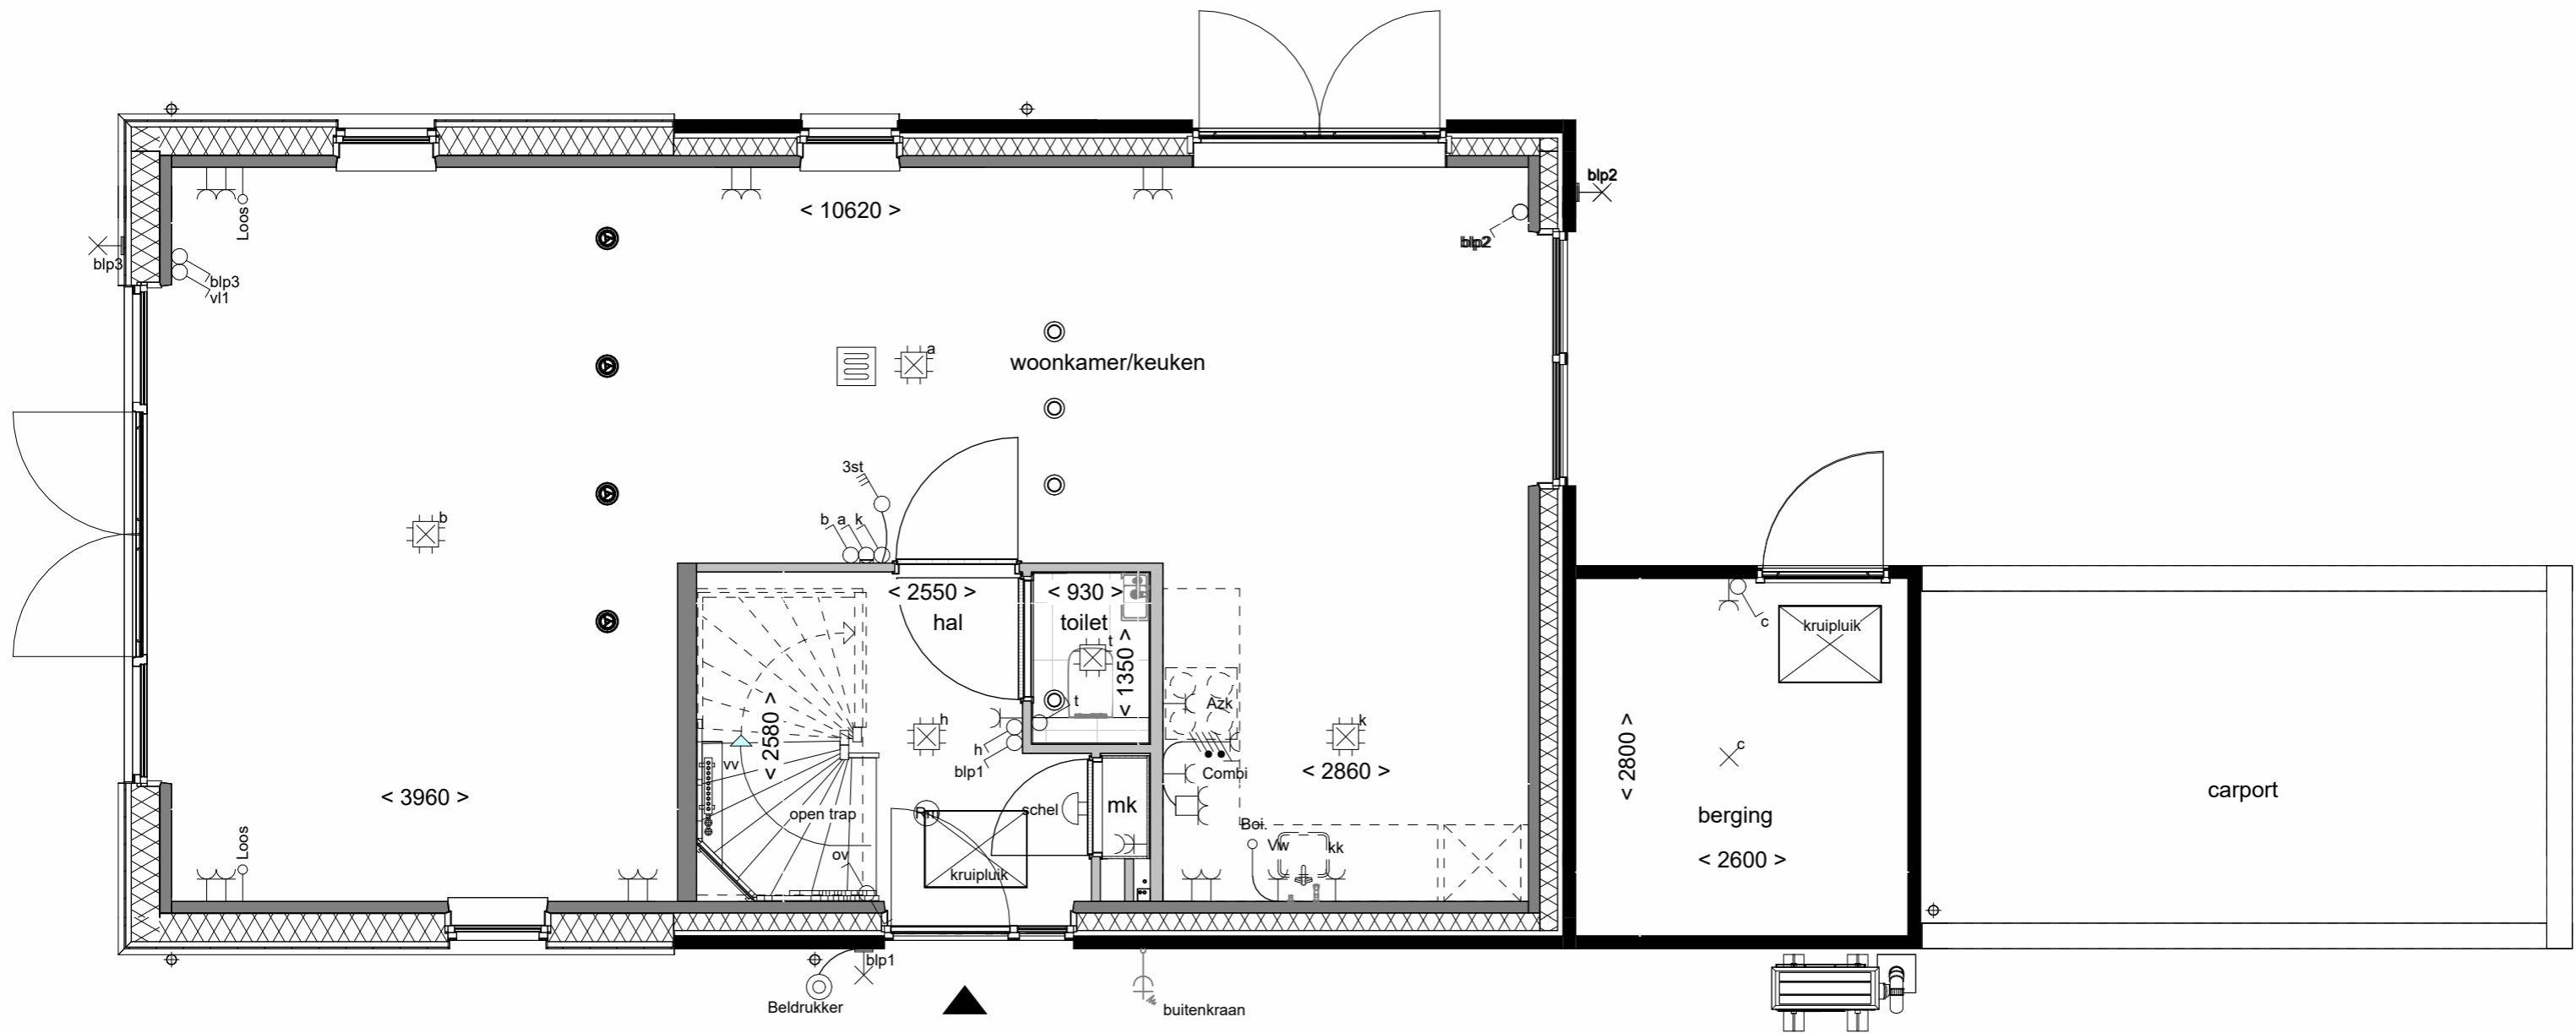 blp2
Loos
< 10620 >
blp2
blp3
blp3
vl1
a
woonkamer/keuken
3st
b
b a k
< 2550 >
hal
< 930 >
toilet
t
< 1350 >
t
kruipluik
c
Azk
< 2580 >
h
h
blp1
k
vv
Combi
< 2860 >
< 2800 >
c
< 3960 >
carport
Rm
schel
mk
open trap
berging
Boi.
Vw
kk
Loos
ov
kruipluik
< 2600 >
blp1
Beldrukker
buitenkraan